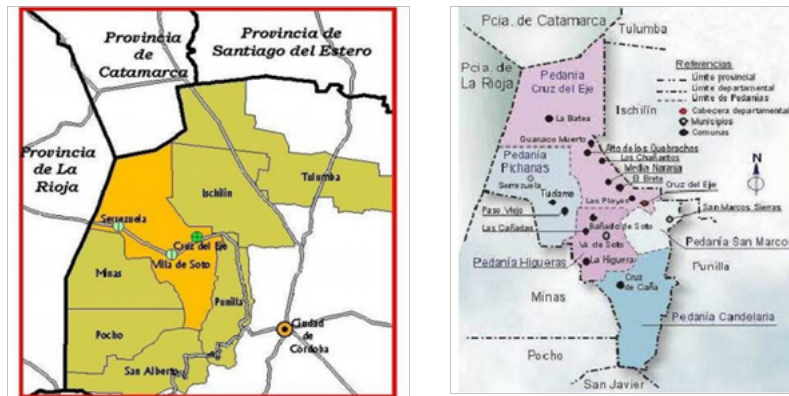 Provincia
de
Catamarca
Provincia de
Santiago del Estero
Provincia
de La
Rioja
Tulumba
Ischilín
Serrezuela
Cruz del Eje
Villa de Soto
Minas
Punilla
Pocho
Ciudad
de
Córdoba
San Alberto
Pcia. de Catamarca
Tulumba
Pcia. de
La Rioja
Pedanía
Cruz del Eje
Referencias
Límite provincial
Límite departamental
Límite de Pedanías
Cabecera departamental
Municipios
Comunas
Ischilín
La Batea
Guanaco Muerto
Alto de los Quebrachos
Los Chañaritos
Media Naranja
El Brete
Pedanía
Pichanas
Serrezuela
Cruz del Eje
N
Tuclame
Las Playas
Paso Viejo
San Marcos Sierras
Las Cañadas
Bañado de Soto
Va. de Soto
Pedanía San Marcos
Pedanía Higueras
La Higuera
Punilla
Cruz
de Caña
Minas
Pedanía Candelaria
Pocho
San Javier